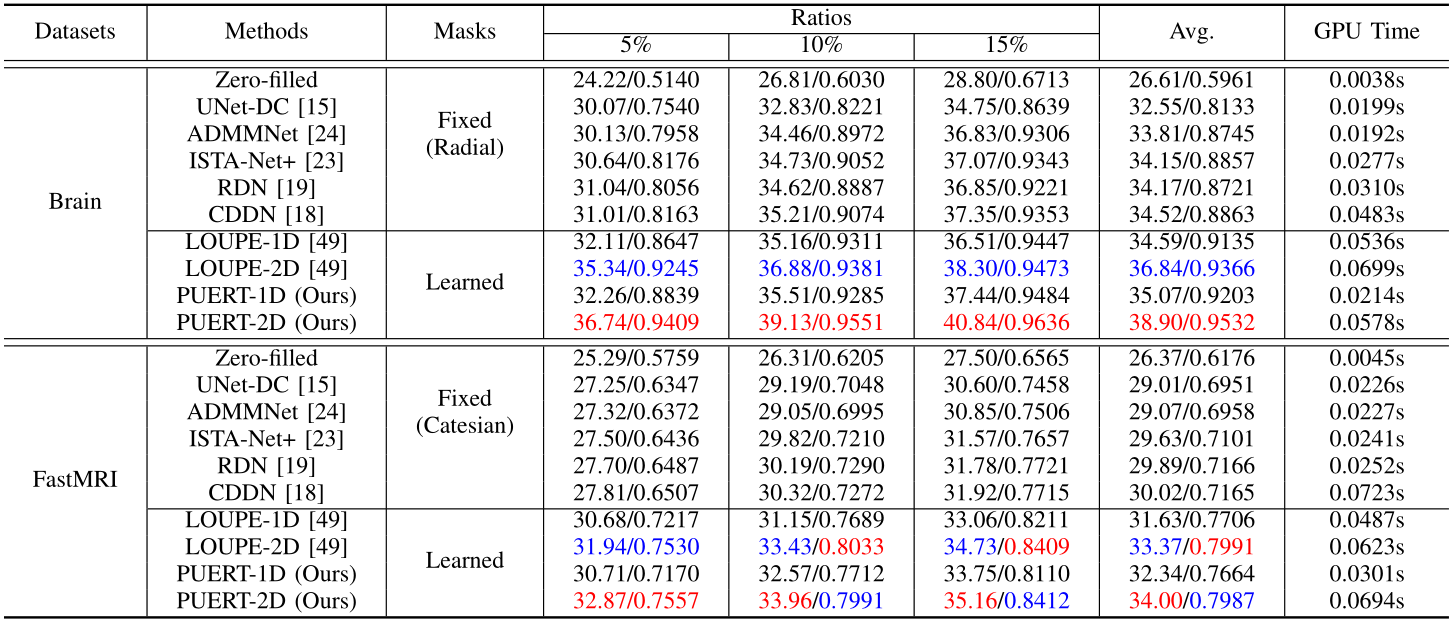 Datasets Methods Masks Ratios Avg. GPU Time
5% 10% 15%
Brain
Fixed
(Radial)
Zero-filled 24.22/0.5140 26.81/0.6030 28.80/0.6713 26.61/0.5961 0.0038s
UNet-DC [15] 30.07/0.7540 32.83/0.8221 34.75/0.8639 32.55/0.8133 0.0199s
ADMMNet [24] 30.13/0.7958 34.46/0.8972 36.83/0.9306 33.81/0.8745 0.0192s
ISTA-Net+ [23] 30.64/0.8176 34.73/0.9052 37.07/0.9343 34.15/0.8857 0.0277s
RDN [19] 31.04/0.8056 34.62/0.8887 36.85/0.9221 34.17/0.8721 0.0310s
CDDN [18] 31.01/0.8163 35.21/0.9074 37.35/0.9353 34.52/0.8863 0.0483s
Learned
LOUPE-1D [49] 32.11/0.8647 35.16/0.9311 36.51/0.9447 34.59/0.9135 0.0536s
LOUPE-2D [49] 35.34/0.9245 36.88/0.9381 38.30/0.9473 36.84/0.9366 0.0699s
PUERT-1D (Ours) 32.26/0.8839 35.51/0.9285 37.44/0.9484 35.07/0.9203 0.0214s
PUERT-2D (Ours) 36.74/0.9409 39.13/0.9551 40.84/0.9636 38.90/0.9532 0.0578s
FastMRI
Fixed
(Catesian)
Zero-filled 25.29/0.5759 26.31/0.6205 27.50/0.6565 26.37/0.6176 0.0045s
UNet-DC [15] 27.25/0.6347 29.19/0.7048 30.60/0.7458 29.01/0.6951 0.0226s
ADMMNet [24] 27.32/0.6372 29.05/0.6995 30.85/0.7506 29.07/0.6958 0.0227s
ISTA-Net+ [23] 27.50/0.6436 29.82/0.7210 31.57/0.7657 29.63/0.7101 0.0241s
RDN [19] 27.70/0.6487 30.19/0.7290 31.78/0.7721 29.89/0.7166 0.0252s
CDDN [18] 27.81/0.6507 30.32/0.7272 31.92/0.7715 30.02/0.7165 0.0723s
Learned
LOUPE-1D [49] 30.68/0.7217 31.15/0.7689 33.06/0.8211 31.63/0.7706 0.0487s
LOUPE-2D [49] 31.94/0.7530 33.43/0.8033 34.73/0.8409 33.37/0.7991 0.0623s
PUERT-1D (Ours) 30.71/0.7170 32.57/0.7712 33.75/0.8110 32.34/0.7664 0.0301s
PUERT-2D (Ours) 32.87/0.7557 33.96/0.7991 35.16/0.8412 34.00/0.7987 0.0694s